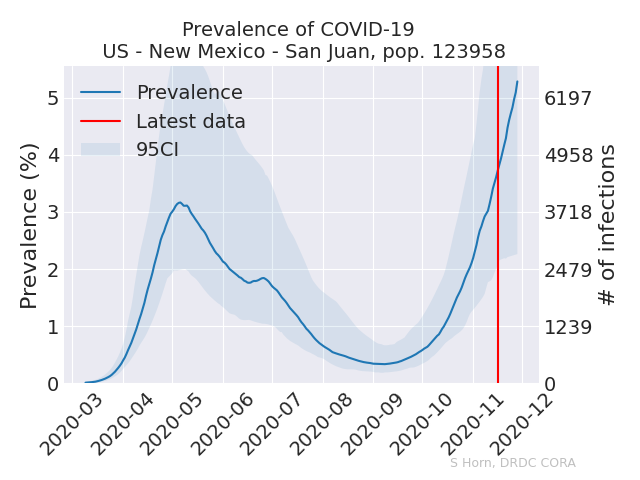 Prevalence of COVID-19
US - New Mexico - San Juan, pop. 123958
Prevalence
Latest data
95CI
Prevalence (%)
5
4
3
2
1
0
6197
4958
3718
2479
1239
0
# of infections
2020-03
2020-04
2020-05
2020-06
2020-07
2020-08
2020-09
2020-10
2020-11
2020-12
S Horn, DRDC CORA